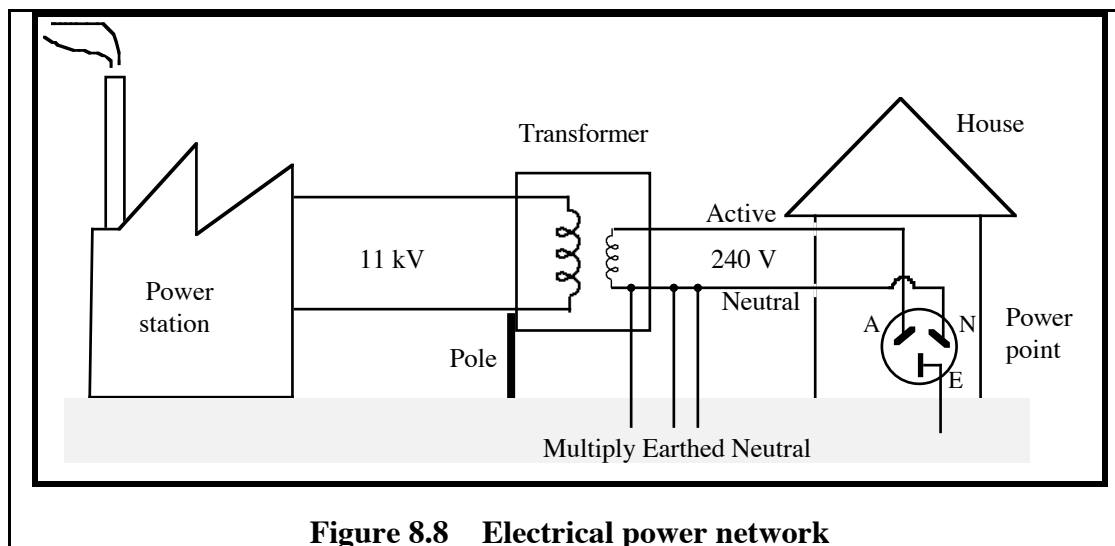 House
Transformer
Active
11 kV
240 V
Power
station
Neutral
A
N
Power
point
Pole
E
Multiply Earthed Neutral
Figure 8.8 Electrical power network